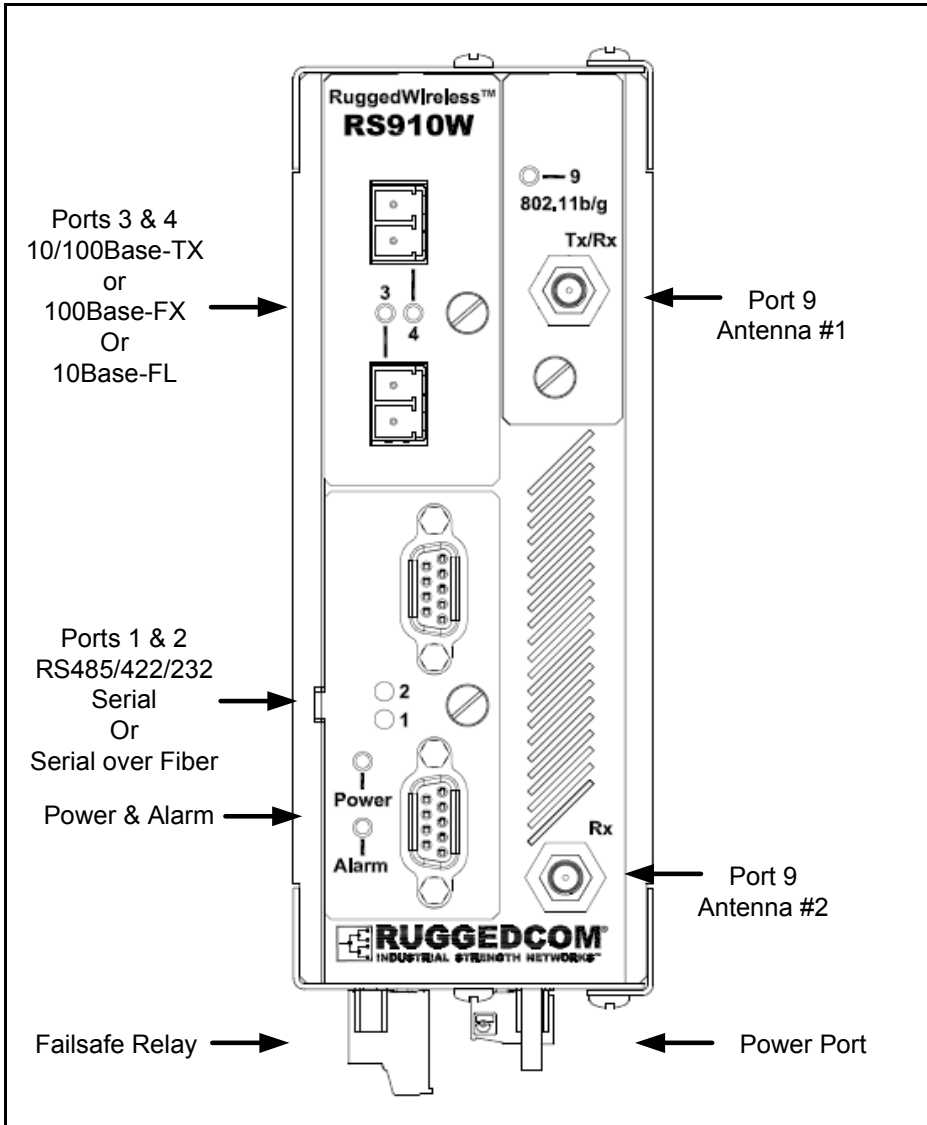 RuggedWireless™
RS910W
9
802.11b/g
Tx/Rx
Ports 3 & 4
10/100Base-TX
or
100Base-FX
Or
10Base-FL
3
4
Port 9
Antenna #1
Ports 1 & 2
RS485/422/232
Serial
Or
Serial over Fiber
2
1
Power & Alarm
Power
Alarm
Rx
Port 9
Antenna #2
RUGGEDCOM®
INDUSTRIAL STRENGTH NETWORKS™
Failsafe Relay
Power Port